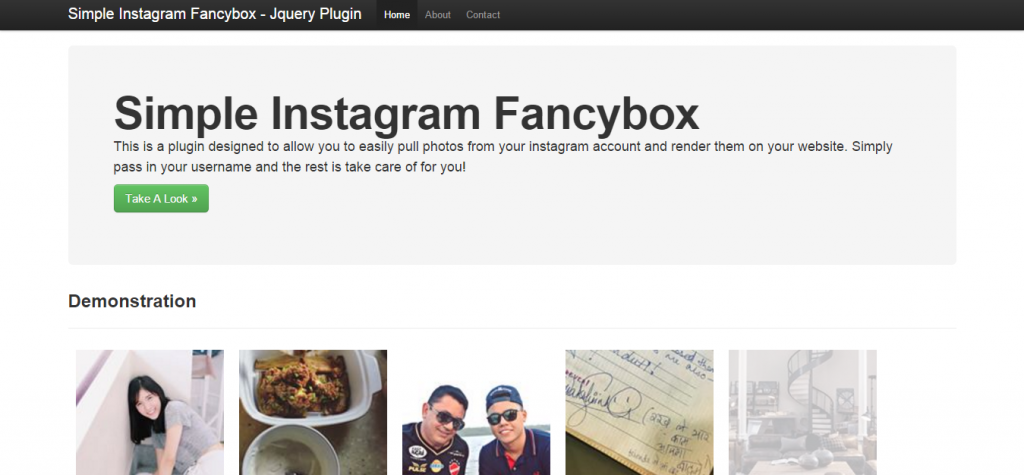 Simple Instagram Fancybox - Jquery Plugin Home About Contact
Simple Instagram Fancybox
This is a plugin designed to allow you to easily pull photos from your instagram account and render them on your website. Simply
pass in your username and the rest is take care of for you!
Take A Look »
Demonstration
PULSE